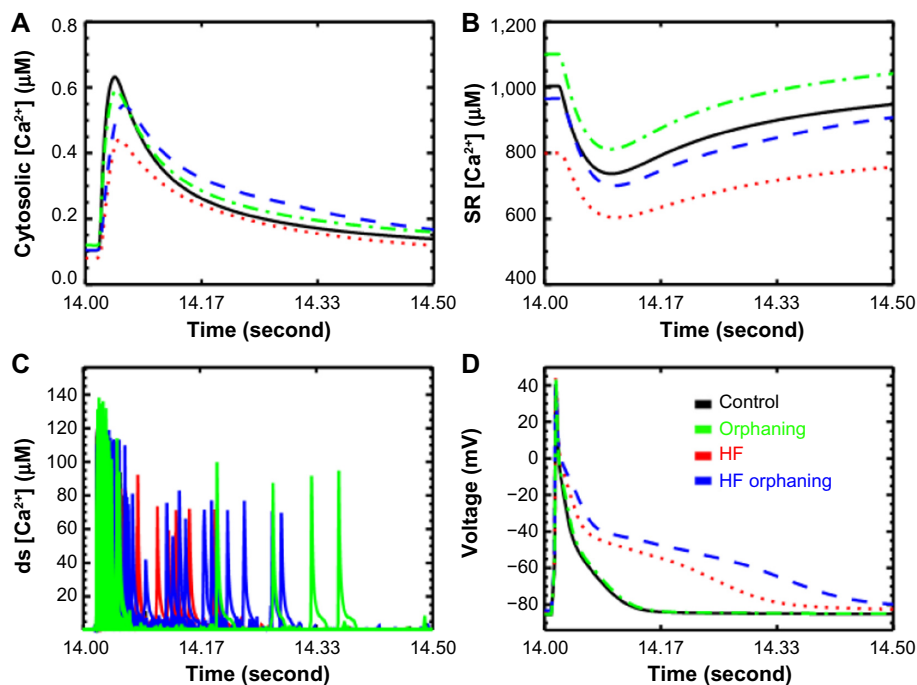 A
Cytosolic [Ca²⁺] (μM)
0.8
0.6
0.4
0.2
0.0
14.00 14.17 14.33 14.50
Time (second)
B
SR [Ca²⁺] (μM)
1,200
1,000
800
600
400
14.00 14.17 14.33 14.50
Time (second)
C
ds [Ca²⁺] (μM)
140
120
100
80
60
40
20
14.00 14.17 14.33 14.50
Time (second)
D
Voltage (mV)
40
20
0
−20
−40
−60
−80
Control
Orphaning
HF
HF orphaning
14.00 14.17 14.33 14.50
Time (second)